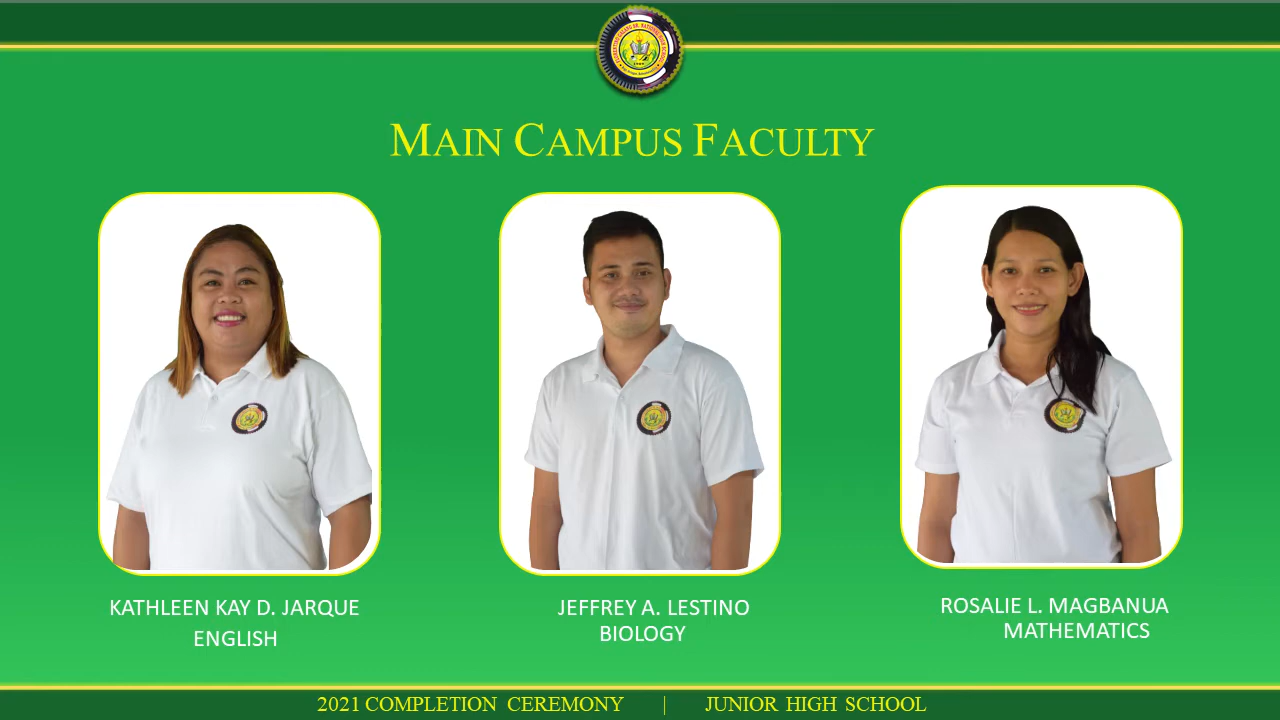 MAIN CAMPUS FACULTY
KATHLEEN KAY D. JARQUE
ENGLISH
JEFFREY A. LESTINO
BIOLOGY
ROSALIE L. MAGBANUA
MATHEMATICS
2021 COMPLETION CEREMONY | JUNIOR HIGH SCHOOL